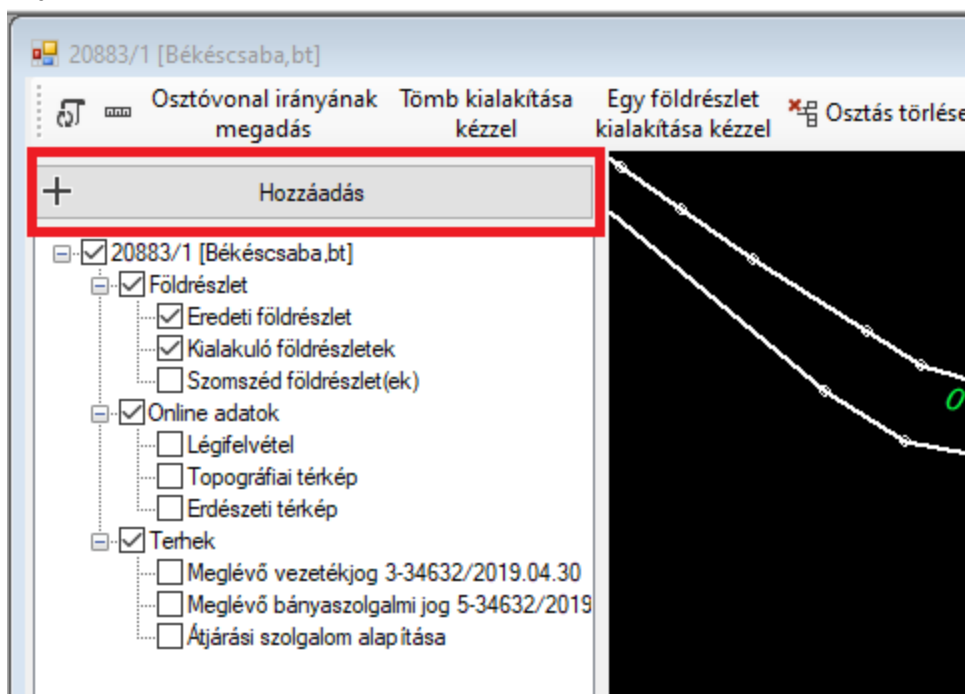 20883/1 [Békéscsaba,bt]
Osztóvonal irányának megadás
Tömb kialakítása kézzel
Egy földrészlet kialakítása kézzel
Osztás törlése
Hozzáadás
20883/1 [Békéscsaba,bt]
Földrészlet
Eredeti földrészlet
Kialakuló földrészletek
Szomszéd földrészlet(ek)
Online adatok
Légifelvétel
Topográfiai térkép
Erdészeti térkép
Terhek
Meglévő vezetékjog 3-34632/2019.04.30
Meglévő bányaszolgalmi jog 5-34632/2019
Átjárási szolgalom alapítása